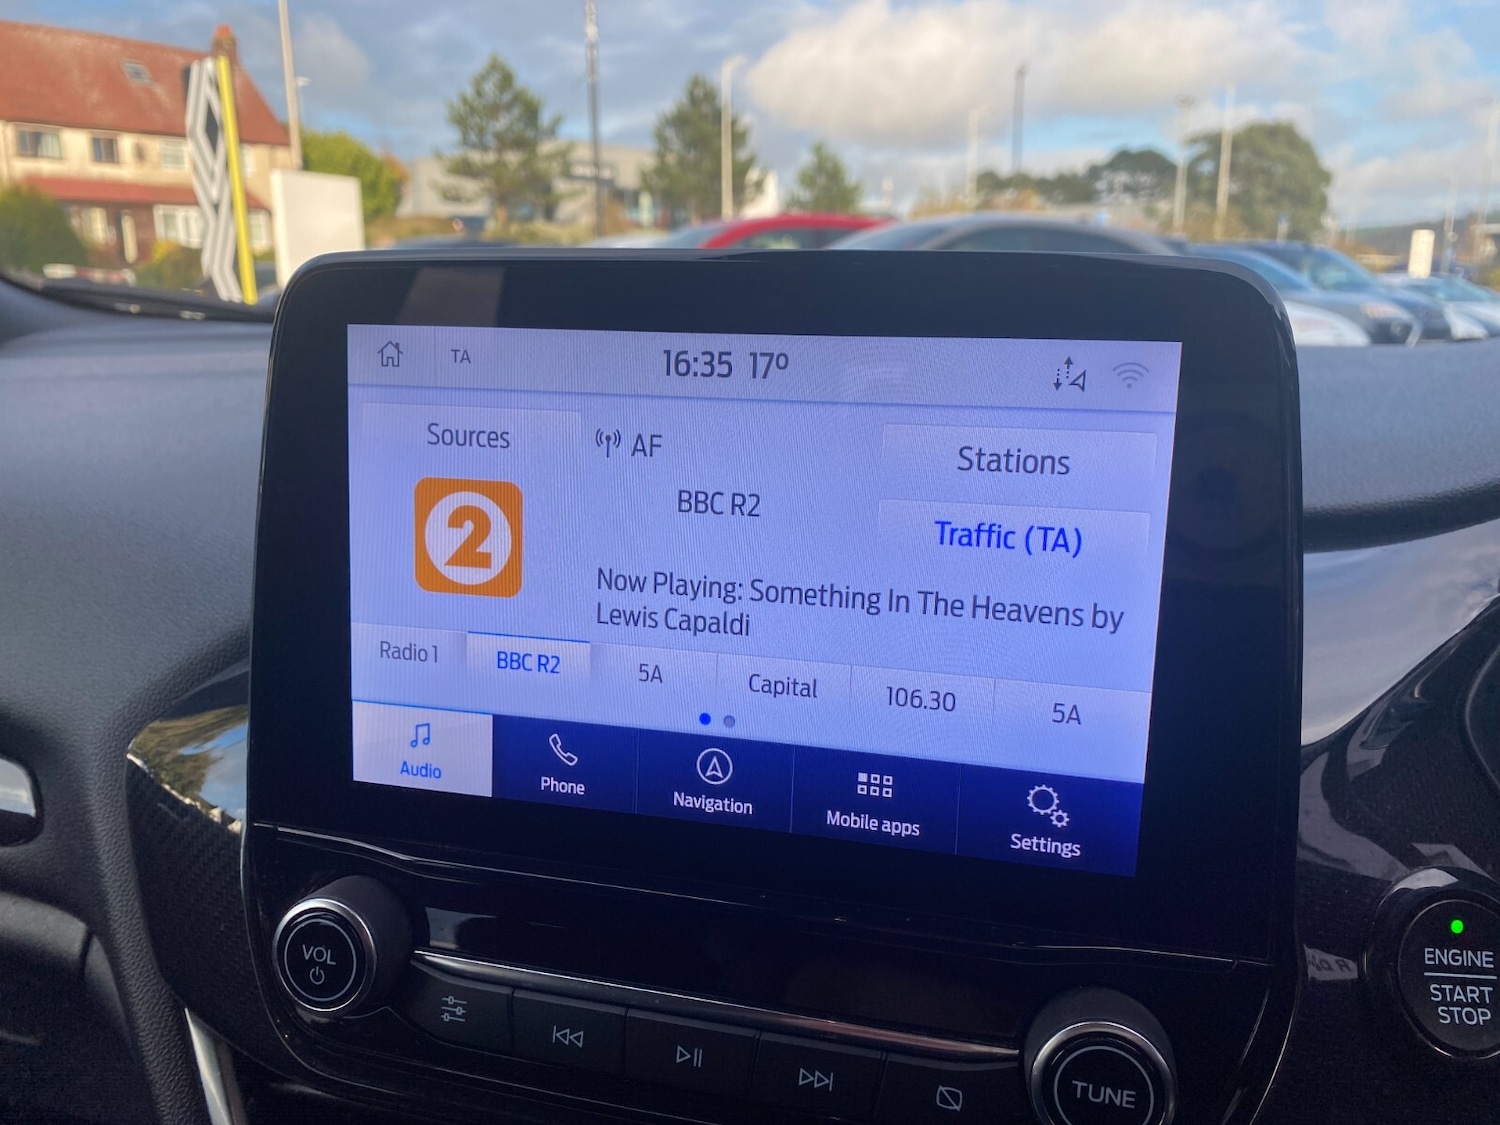 TA
16:35 17º
Sources
AF
Stations
2
BBC R2
Traffic (TA)
Now Playing: Something In The Heavens by
Lewis Capaldi
Radio 1
BBC R2
5A
Capital
106.30
5A
Audio
Phone
Navigation
Mobile apps
Settings
VOL
TUNE
ENGINE
START
STOP